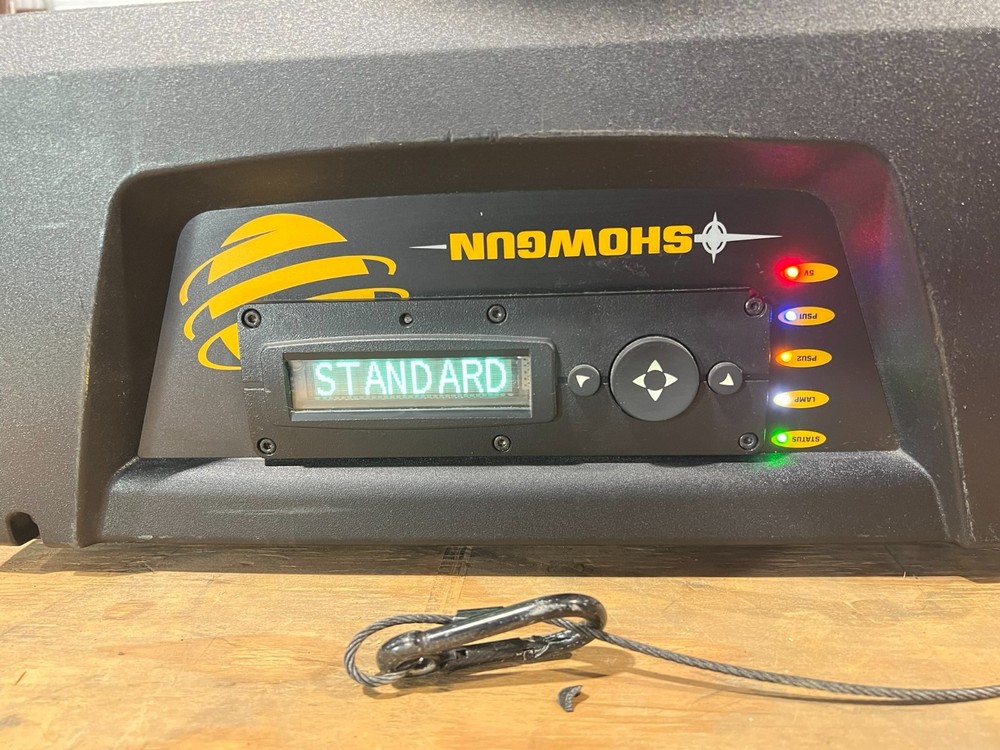 SHOWGUN
5V
PSU1
PSU2
STANDARD
LAMP
STATUS